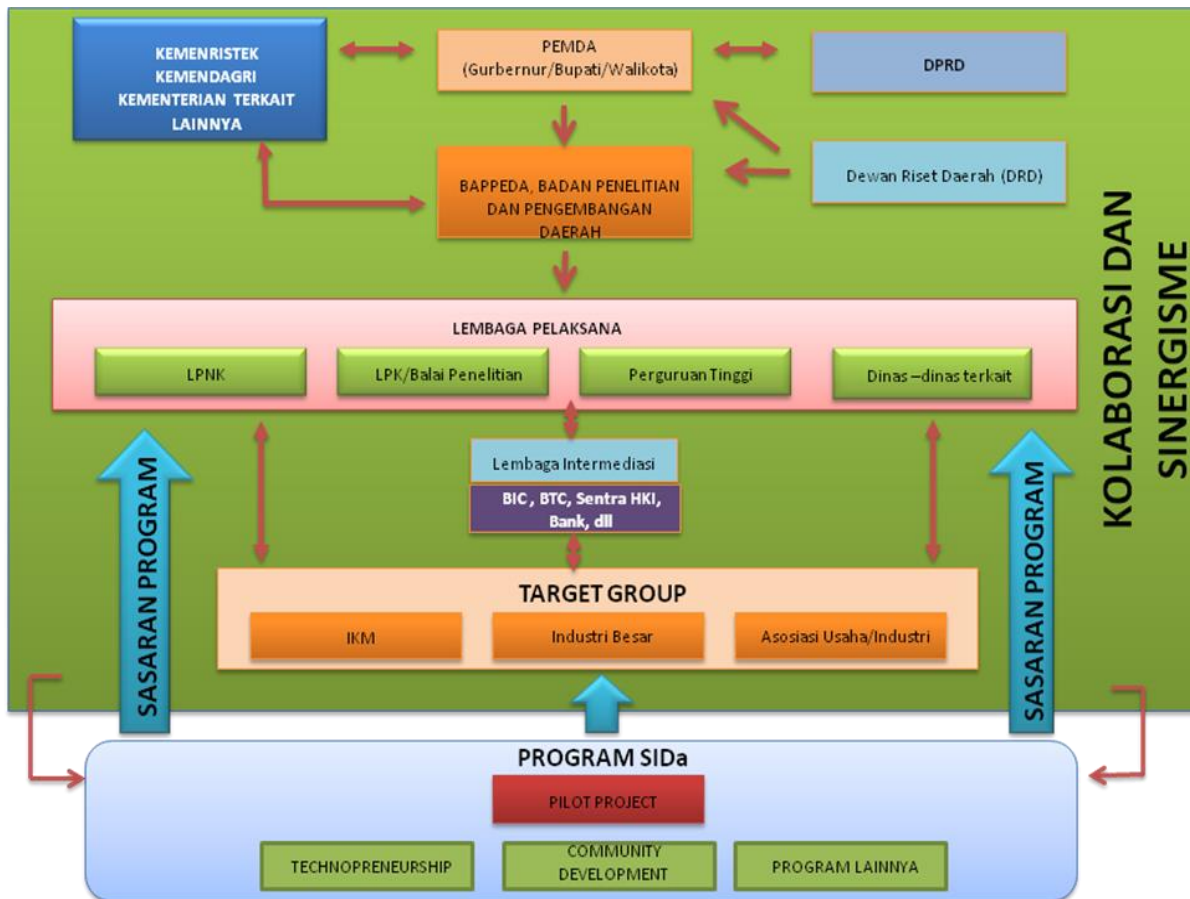 KEMENRISTEK
KEMENDAGRI
KEMENTERIAN TERKAIT
LAINNYA
PEMDA
(Gurbernur/Bupati/Walikota)
DPRD
BAPPEDA, BADAN PENELITIAN
DAN PENGEMBANGAN
DAERAH
Dewan Riset Daerah (DRD)
KOLABORASI DAN
SINERGISME
LEMBAGA PELAKSANA
LPNK
LPK/Balai Penelitian
Perguruan Tinggi
Dinas –dinas terkait
Lembaga Intermediasi
BIC , BTC, Sentra HKI,
Bank, dll
SASARAN PROGRAM
SASARAN PROGRAM
TARGET GROUP
IKM
Industri Besar
Asosiasi Usaha/Industri
PROGRAM SIDa
PILOT PROJECT
TECHNOPRENEURSHIP
COMMUNITY
DEVELOPMENT
PROGRAM LAINNYA